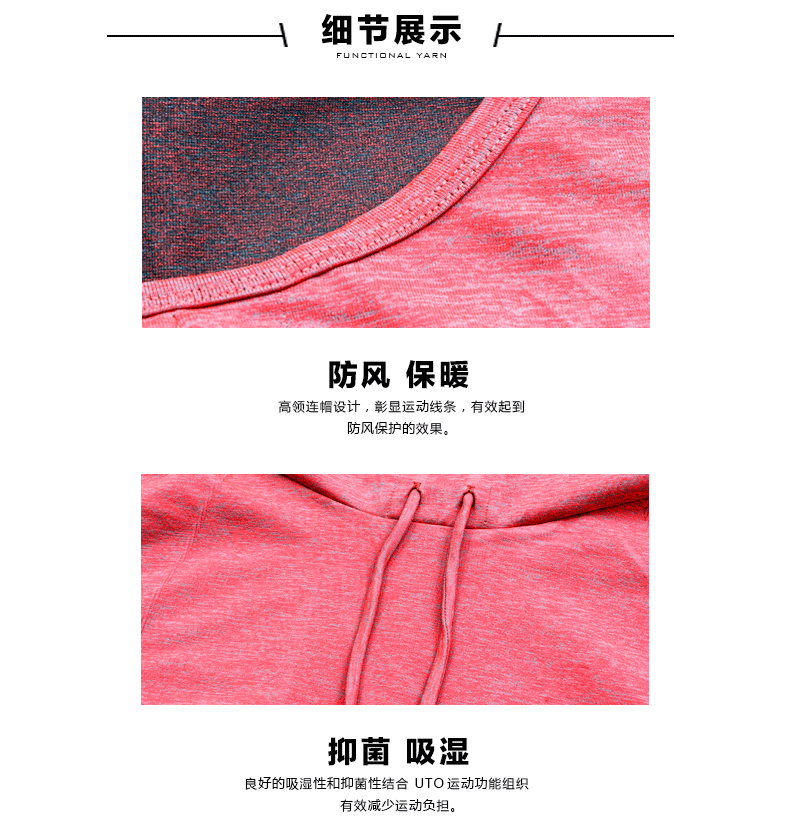 细节展示
FUNCTIONAL YARN
防风 保暖
高领连帽设计，彰显运动线条，有效起到
防风保护的效果。
抑菌 吸湿
良好的吸湿性和抑菌性结合 UTO 运动功能组织
有效减少运动负担。